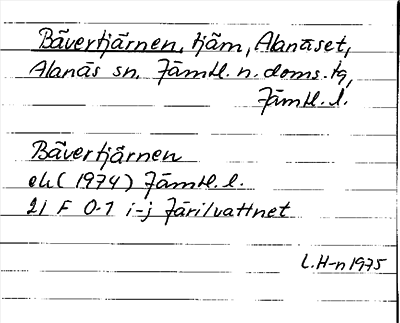 Bävertjärnen, tjärn, Alanäset,
Alanäs sn. Jämtl. n. doms. tg,
Jämtl. l.
Bävertjärnen
ek ( 1974) Jämtl. l.
21 F 0-1 i-j Järilvattnet
L. H-n 1975